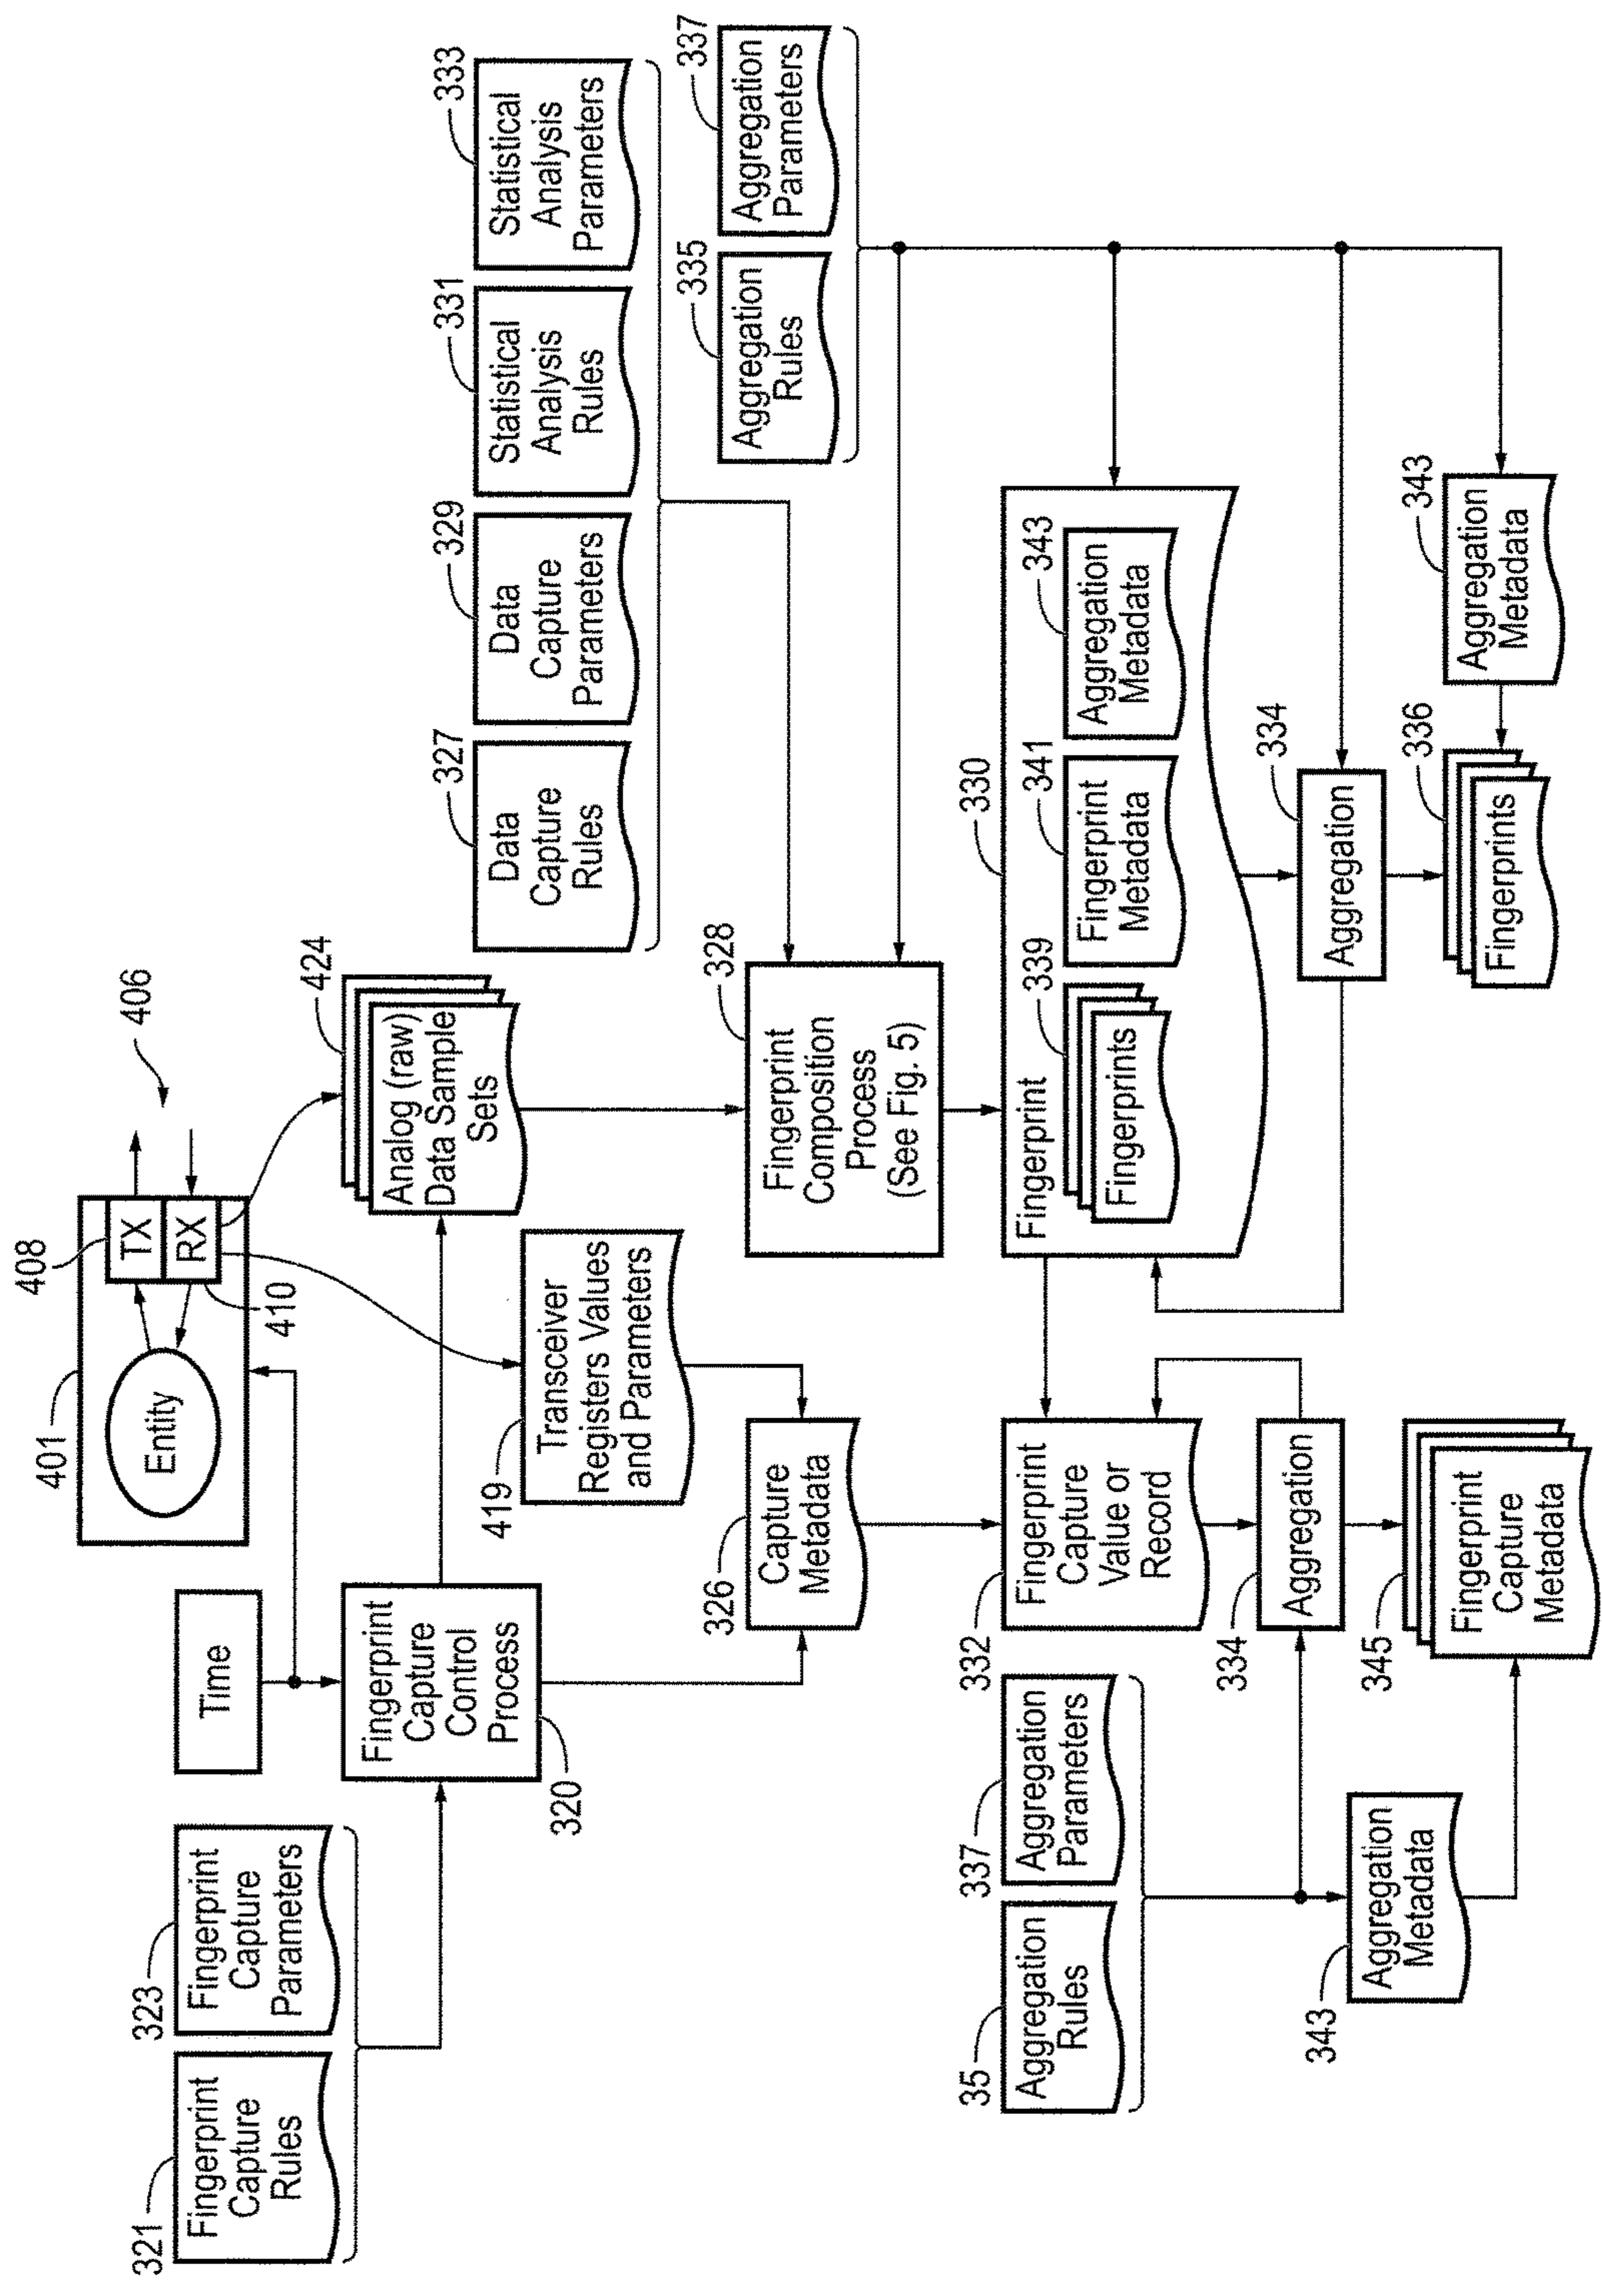 401
408
406
Time
Entity
TX
RX
410
321
Fingerprint
Capture
Rules
323
Fingerprint
Capture
Parameters
Fingerprint
Capture
Control
Process
320
424
Analog (raw)
Data Sample
Sets
419
Transceiver
Registers Values
and Parameters
327
Data
Capture
Rules
329
Data
Capture
Parameters
331
Statistical
Analysis
Rules
333
Statistical
Analysis
Parameters
335
Aggregation
Rules
337
Aggregation
Parameters
326
Capture
Metadata
328
Fingerprint
Composition
Process
(See Fig. 5)
35
Aggregation
Rules
337
Aggregation
Parameters
332
Fingerprint
Capture
Value or
Record
330
Fingerprint
339
Fingerprints
341
Fingerprint
Metadata
343
Aggregation
Metadata
334
Aggregation
334
Aggregation
343
Aggregation
Metadata
345
Fingerprint
Capture
Metadata
336
Fingerprints
343
Aggregation
Metadata